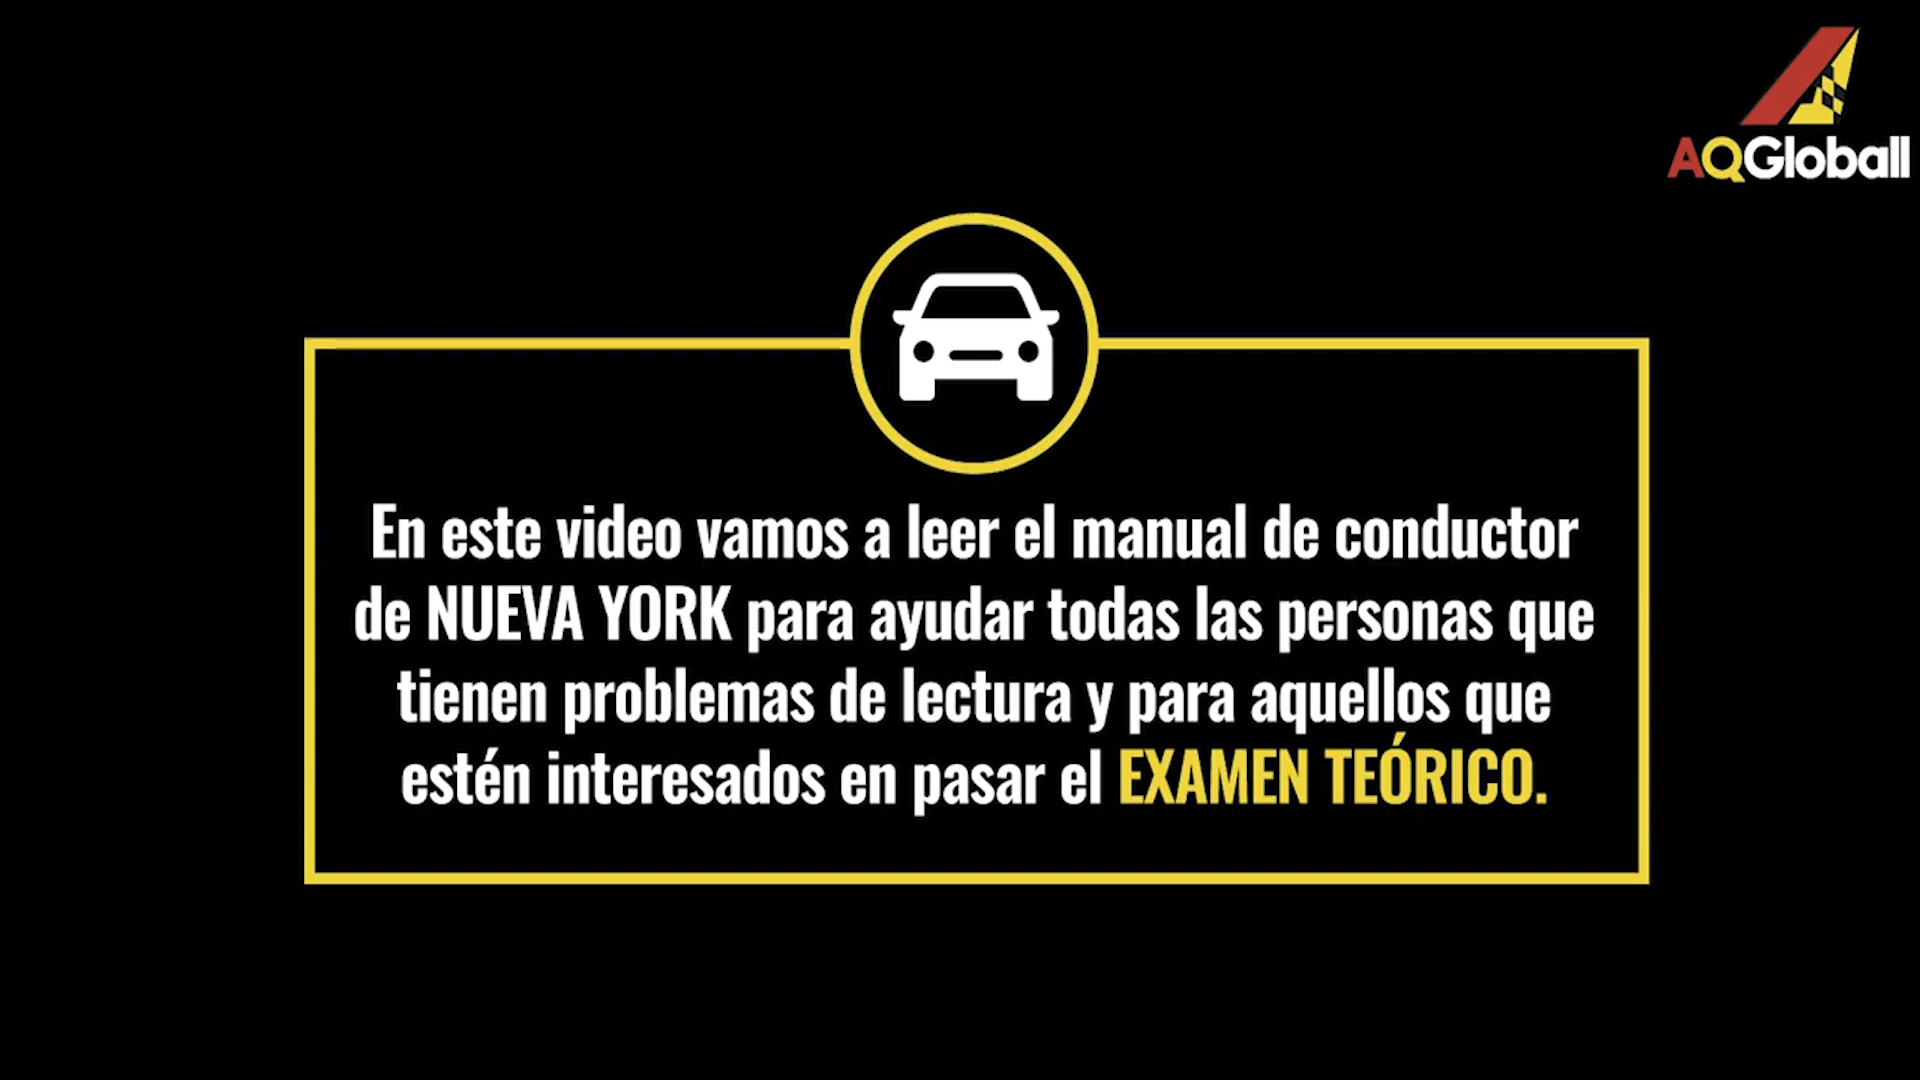 AQGloball
En este video vamos a leer el manual de conductor
de NUEVA YORK para ayudar todas las personas que
tienen problemas de lectura y para aquellos que
estén interesados en pasar el EXAMEN TEÓRICO.